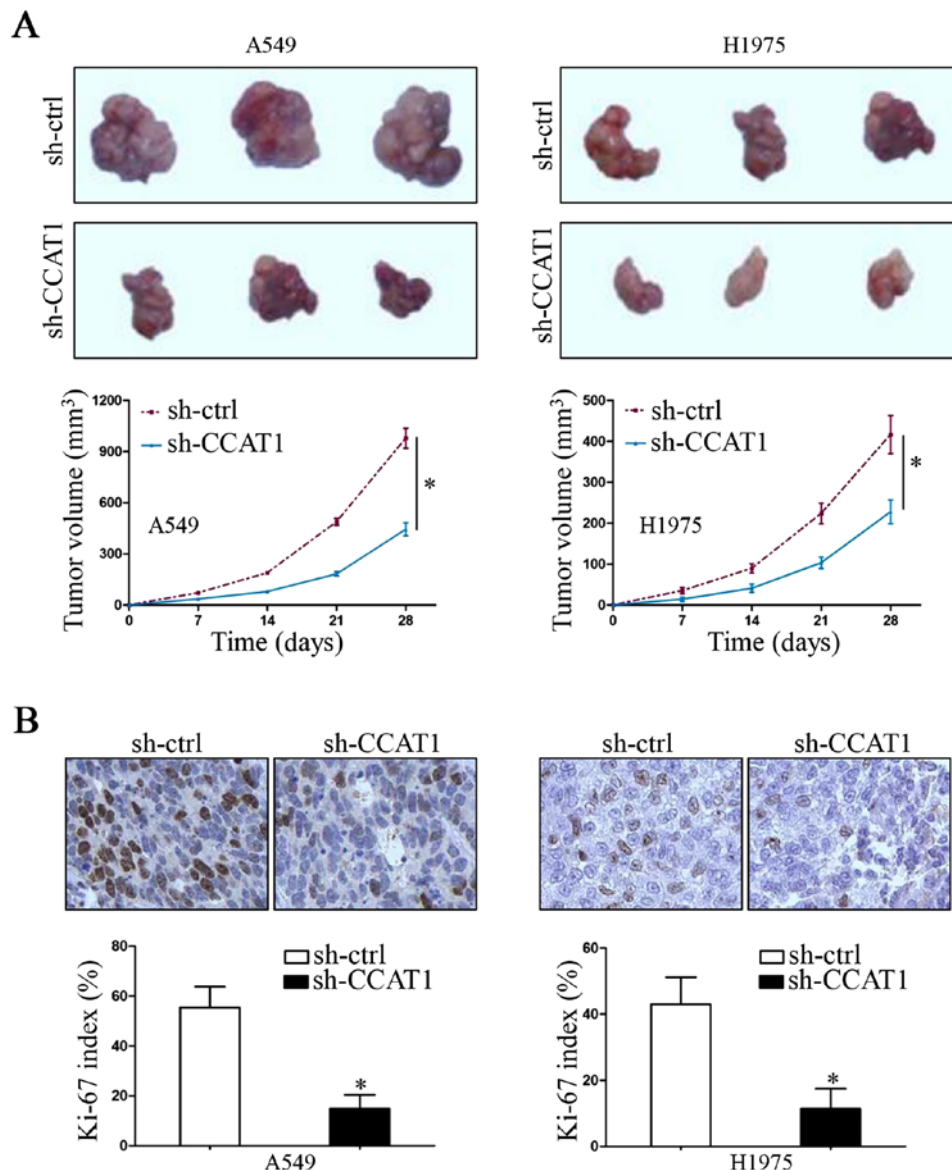 A
A549
H1975
sh-ctrl
sh-CCAT1
sh-ctrl
sh-CCAT1
Tumor volume (mm³)
1200
900
600
300
0
sh-ctrl
sh-CCAT1
*
A549
0 7 14 21 28
Time (days)
Tumor volume (mm³)
500
400
300
200
100
0
sh-ctrl
sh-CCAT1
*
H1975
0 7 14 21 28
Time (days)
B
sh-ctrl sh-CCAT1
sh-ctrl sh-CCAT1
Ki-67 index (%)
80
60
40
20
0
sh-ctrl
sh-CCAT1
*
A549
Ki-67 index (%)
60
40
20
0
sh-ctrl
sh-CCAT1
*
H1975